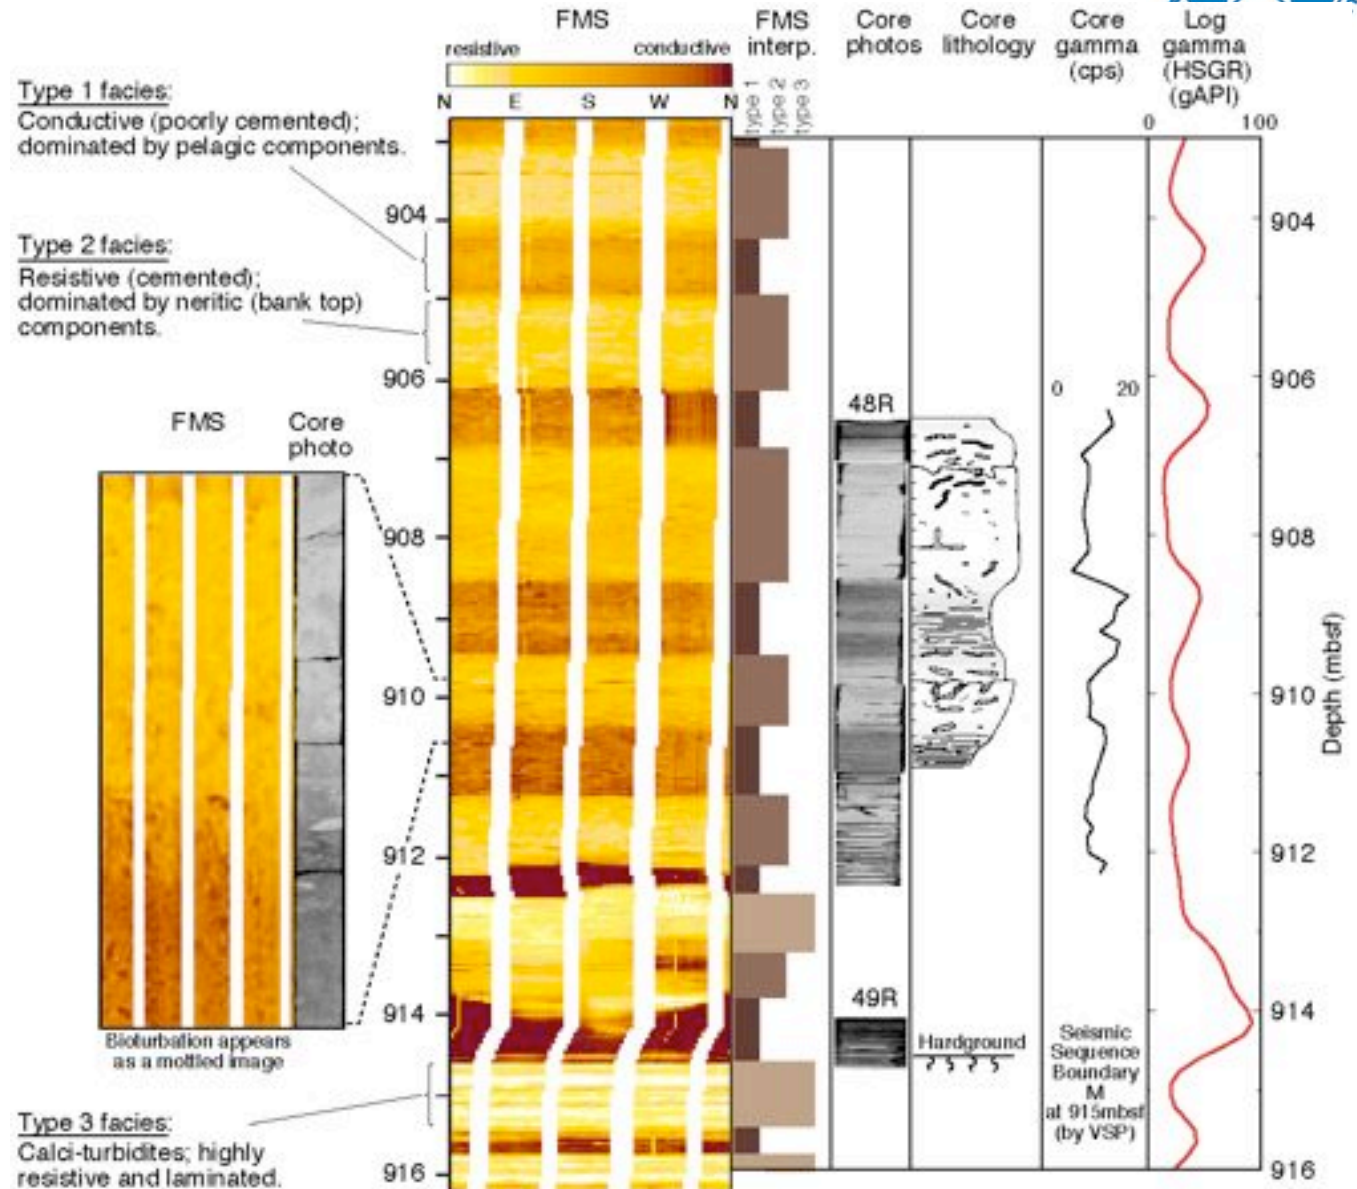 FMS
resistive
conductive
N
E
S
W
N
FMS
interp.
type 1
type 2
type 3
Core
photos
Core
lithology
Core
gamma
(cps)
Log
gamma
(HSGR)
(gAPI)
0
100
Type 1 facies:
Conductive (poorly cemented);
dominated by pelagic components.
Type 2 facies:
Resistive (cemented);
dominated by neritic (bank top)
components.
904
906
908
910
912
914
916
FMS
Core
photo
Bioturbation appears
as a mottled image
Type 3 facies:
Calci-turbidites; highly
resistive and laminated.
48R
49R
Hardground
0
20
Seismic
Sequence
Boundary
M
at 915mbsf
(by VSP)
904
906
908
910
912
914
916
Depth (mbsf)